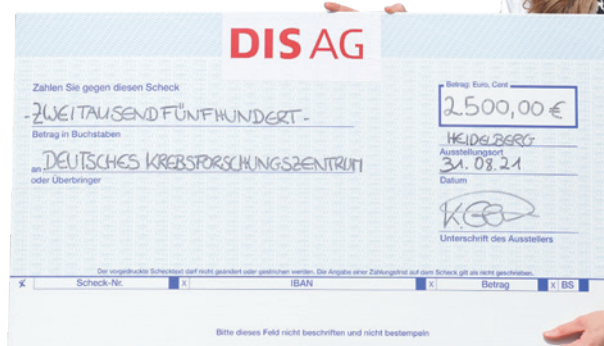 DIS AG
Zahlen Sie gegen diesen Scheck
-ZWEITAUSENDFÜNFHUNDERT-
Betrag in Buchstaben
an DEUTSCHES KREBSFORSCHUNGSZENTRUM
oder Überbringer
Betrag: Euro, Cent
2500,00 €
HEIDELBERG
Ausstellungsort
31.08.21
Datum
Unterschrift des Ausstellers
Der vorgedruckte Schecktext darf nicht geändert oder gestrichen werden. Die Angabe einer Zahlungsfrist auf dem Scheck gilt als nicht geschrieben.
X Scheck-Nr. X IBAN X Betrag X BS
Bitte dieses Feld nicht beschriften und nicht bestempeln